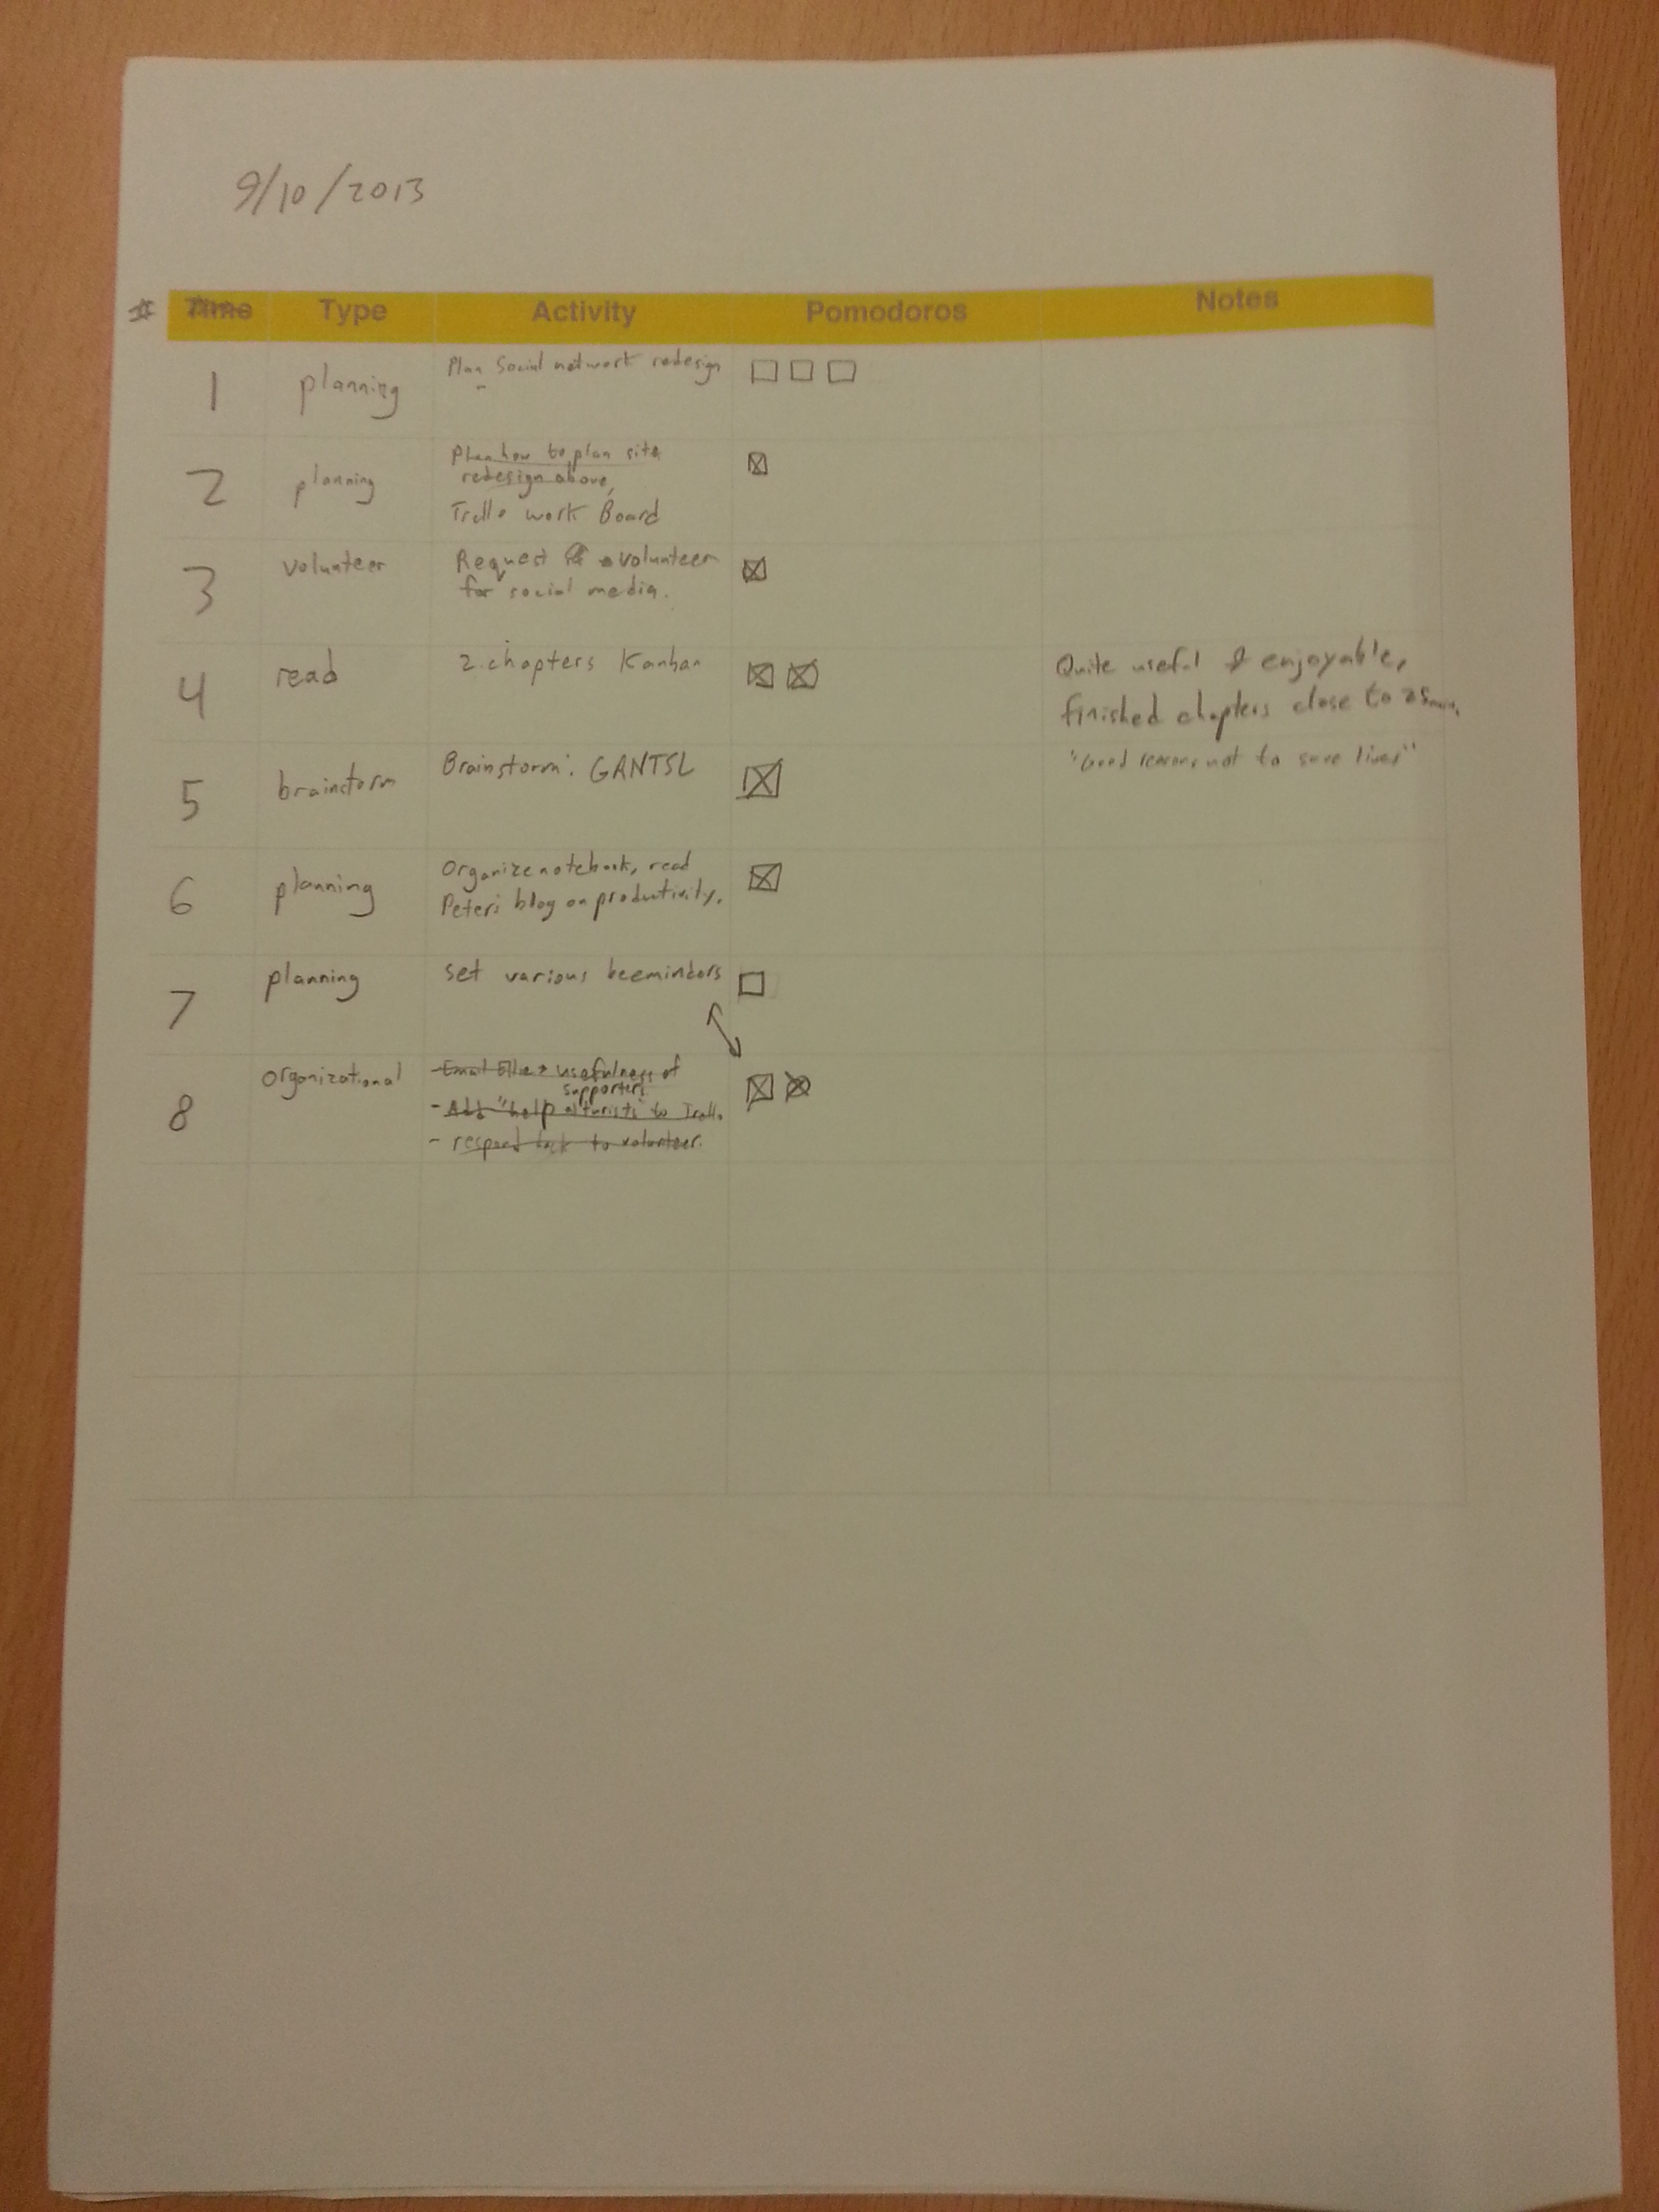 9/10/2013
# Time Type Activity Pomodoros Notes
1 planning Plan Social network redesign
2 planning Plan how to plan site
redesign above,
Trello work Board
3 volunteer Request a volunteer
for social media.
4 read 2 chapters Kanban Quite useful & enjoyable,
finished chapters close to 25min.
5 brainstorm Brainstorm: GANTSL "Good reasons not to save lives"
6 planning Organize notebook, read
Peter's blog on productivity.
7 planning set various beeminders
8 organizational - Email usefulness of
supporters
- Add "help to Trello
- respond back to volunteer.